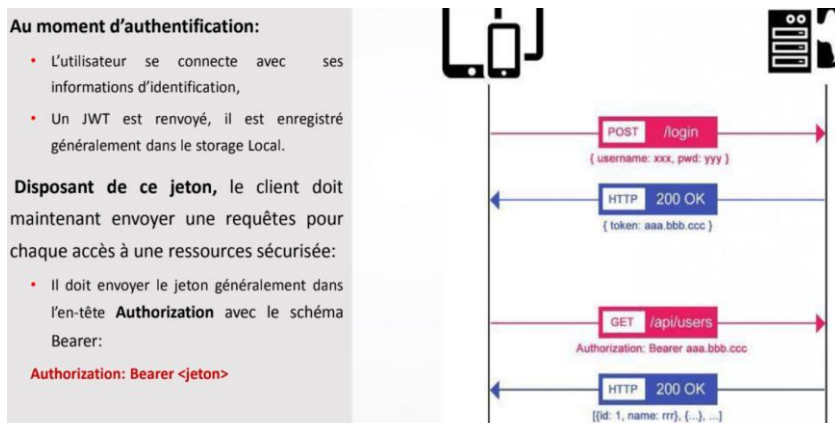 Au moment d'authentification:
• L'utilisateur se connecte avec ses
informations d'identification,
• Un JWT est renvoyé, il est enregistré
généralement dans le storage Local.
Disposant de ce jeton, le client doit
maintenant envoyer une requêtes pour
chaque accès à une ressources sécurisée:
• Il doit envoyer le jeton généralement dans
l'en-tête Authorization avec le schéma
Bearer:
Authorization: Bearer <jeton>
POST /login
{ username: xxx, pwd: yyy }
HTTP 200 OK
{ token: aaa.bbb.ccc }
GET /api/users
Authorization: Bearer aaa.bbb.ccc
HTTP 200 OK
[{id: 1, name: rrr}, {...}, ...]